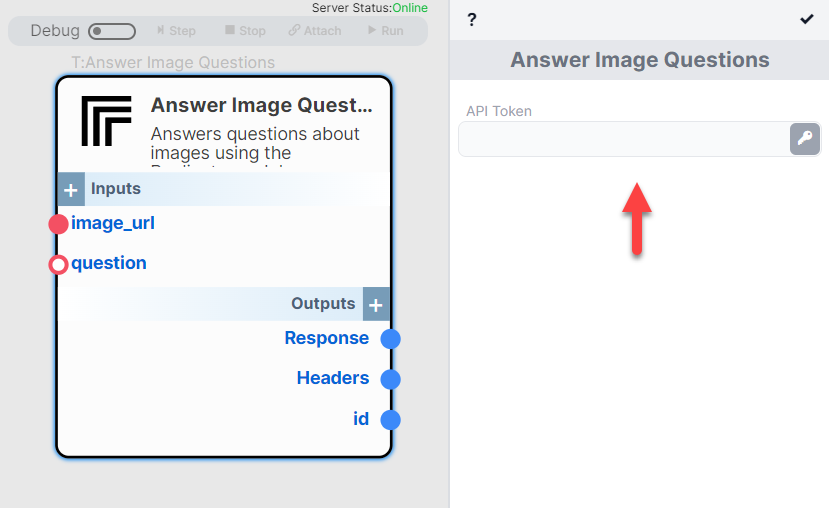 Server Status:Online
Debug Step Stop Attach Run
T:Answer Image Questions
Answer Image Quest...
Answers questions about
images using the
Inputs
image_url
question
Outputs
Response
Headers
id
?
Answer Image Questions
API Token